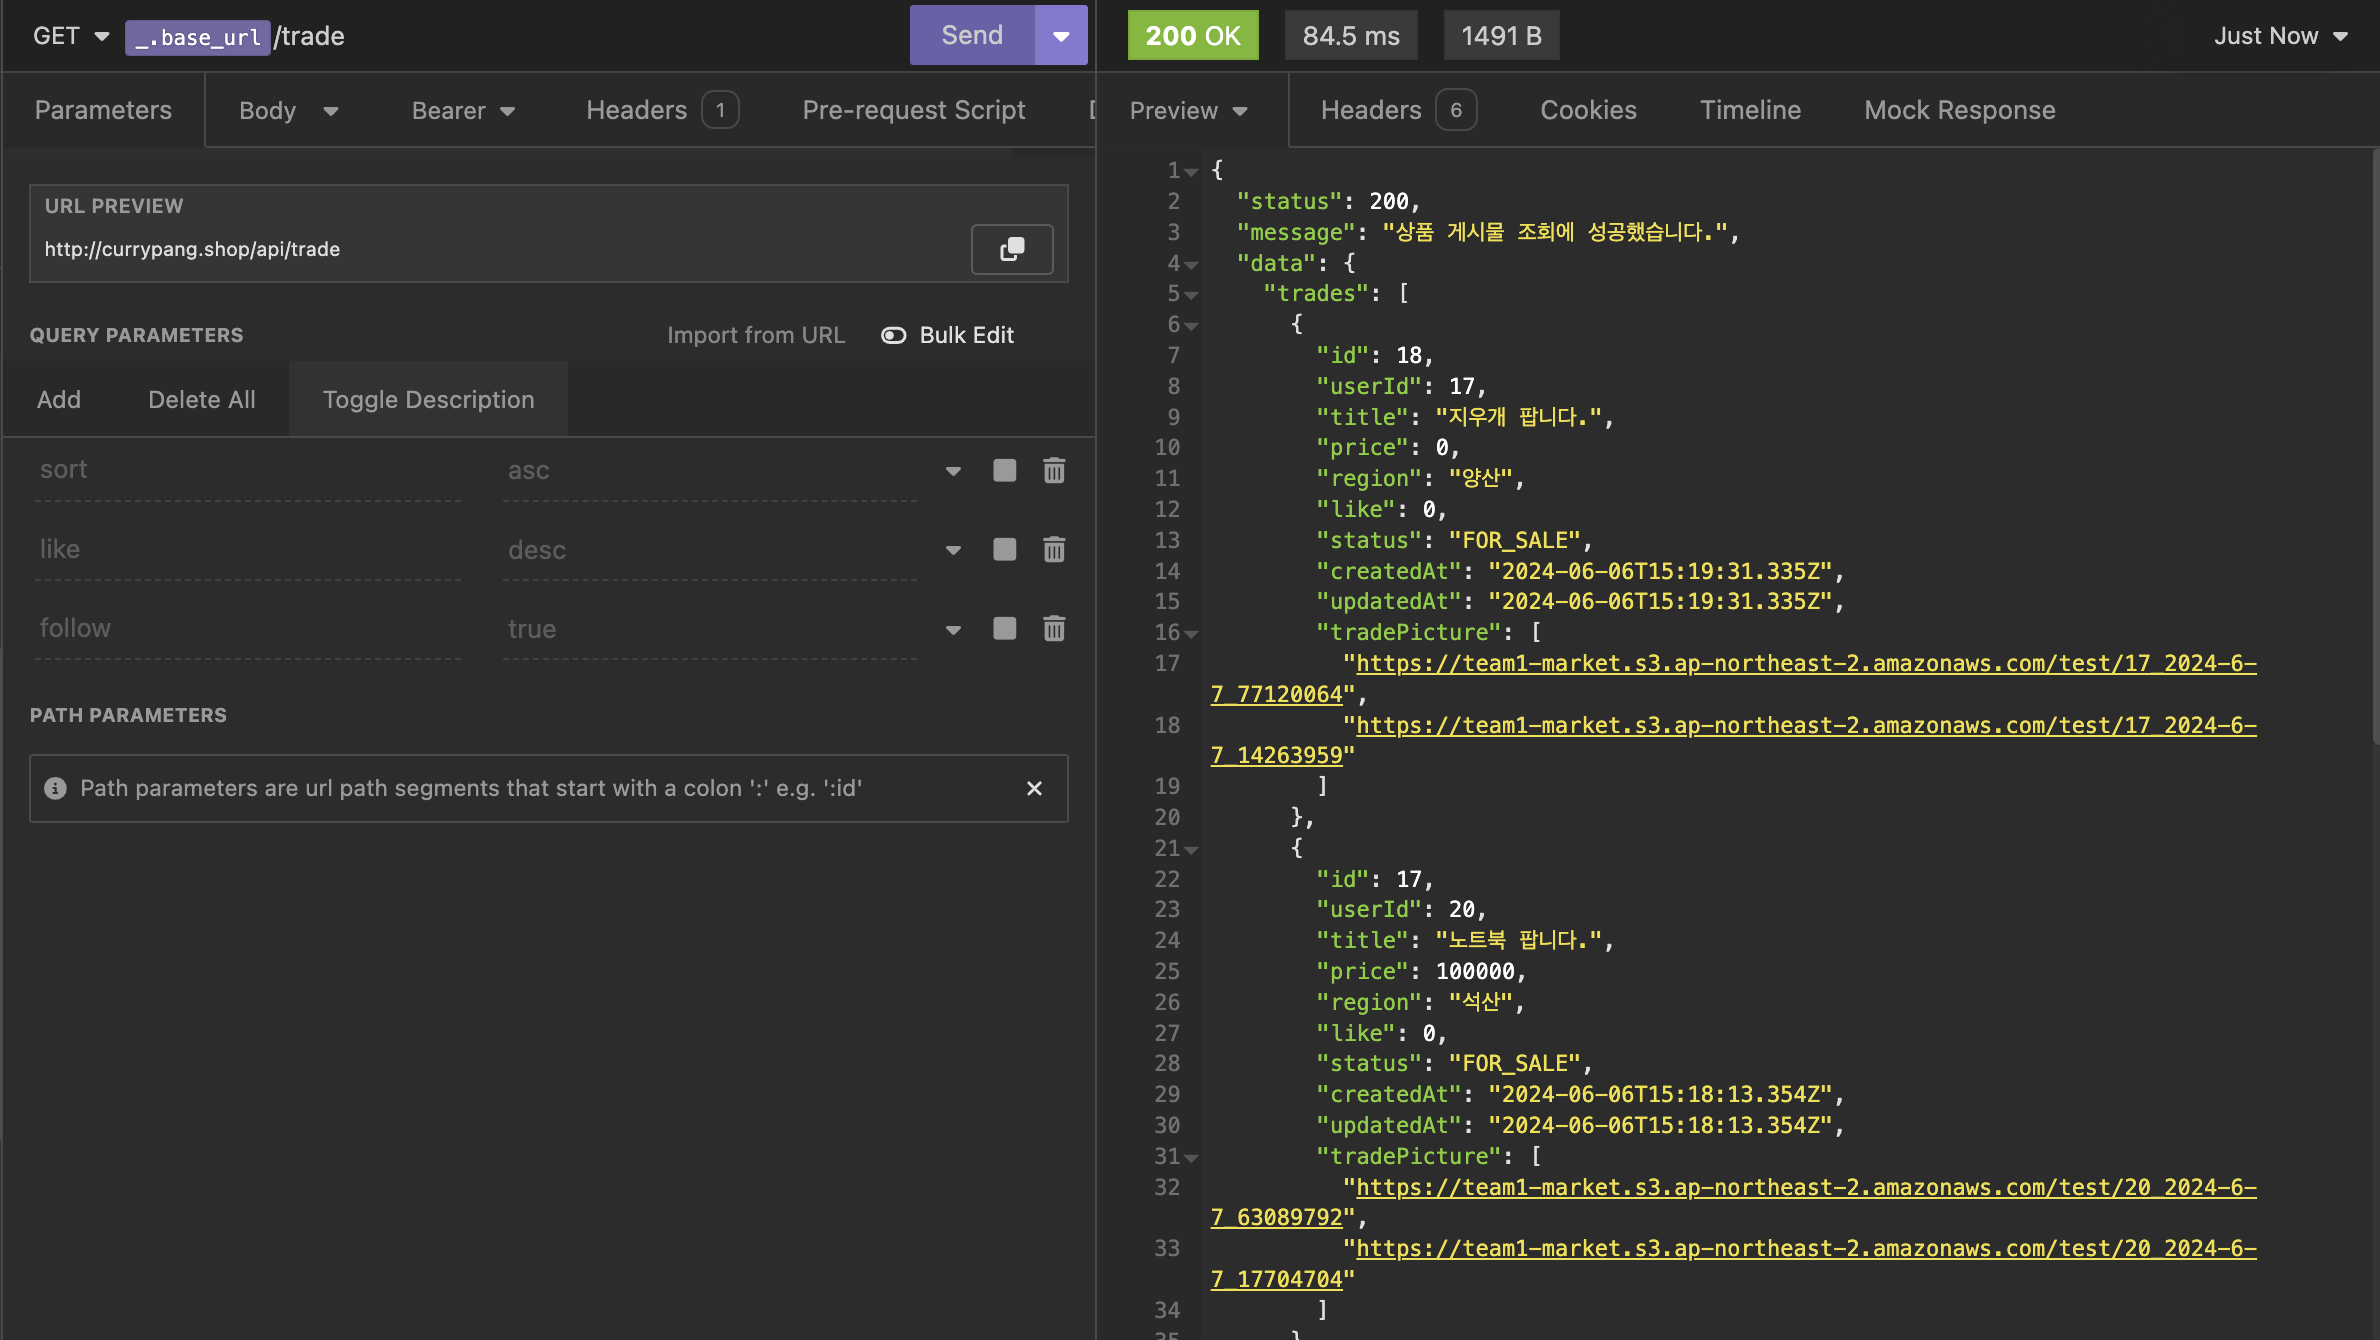 GET _.base_url/trade
Send
Parameters
Body
Bearer
Headers 1
Pre-request Script
URL PREVIEW
http://currypang.shop/api/trade
QUERY PARAMETERS
Import from URL
Bulk Edit
Add
Delete All
Toggle Description
sort asc
like desc
follow true
PATH PARAMETERS
Path parameters are url path segments that start with a colon ':' e.g. ':id'
200 OK
84.5 ms
1491 B
Just Now
Preview
Headers 6
Cookies
Timeline
Mock Response
1 {
2 "status": 200,
3 "message": "상품 게시물 조회에 성공했습니다.",
4 "data": {
5 "trades": [
6 {
7 "id": 18,
8 "userId": 17,
9 "title": "지우개 팝니다.",
10 "price": 0,
11 "region": "양산",
12 "like": 0,
13 "status": "FOR_SALE",
14 "createdAt": "2024-06-06T15:19:31.335Z",
15 "updatedAt": "2024-06-06T15:19:31.335Z",
16 "tradePicture": [
17 "https://team1-market.s3.ap-northeast-2.amazonaws.com/test/17_2024-6-
7_77120064",
18 "https://team1-market.s3.ap-northeast-2.amazonaws.com/test/17_2024-6-
7_14263959"
19 ]
20 },
21 {
22 "id": 17,
23 "userId": 20,
24 "title": "노트북 팝니다.",
25 "price": 100000,
26 "region": "석산",
27 "like": 0,
28 "status": "FOR_SALE",
29 "createdAt": "2024-06-06T15:18:13.354Z",
30 "updatedAt": "2024-06-06T15:18:13.354Z",
31 "tradePicture": [
32 "https://team1-market.s3.ap-northeast-2.amazonaws.com/test/20_2024-6-
7_63089792",
33 "https://team1-market.s3.ap-northeast-2.amazonaws.com/test/20_2024-6-
7_17704704"
34 ]